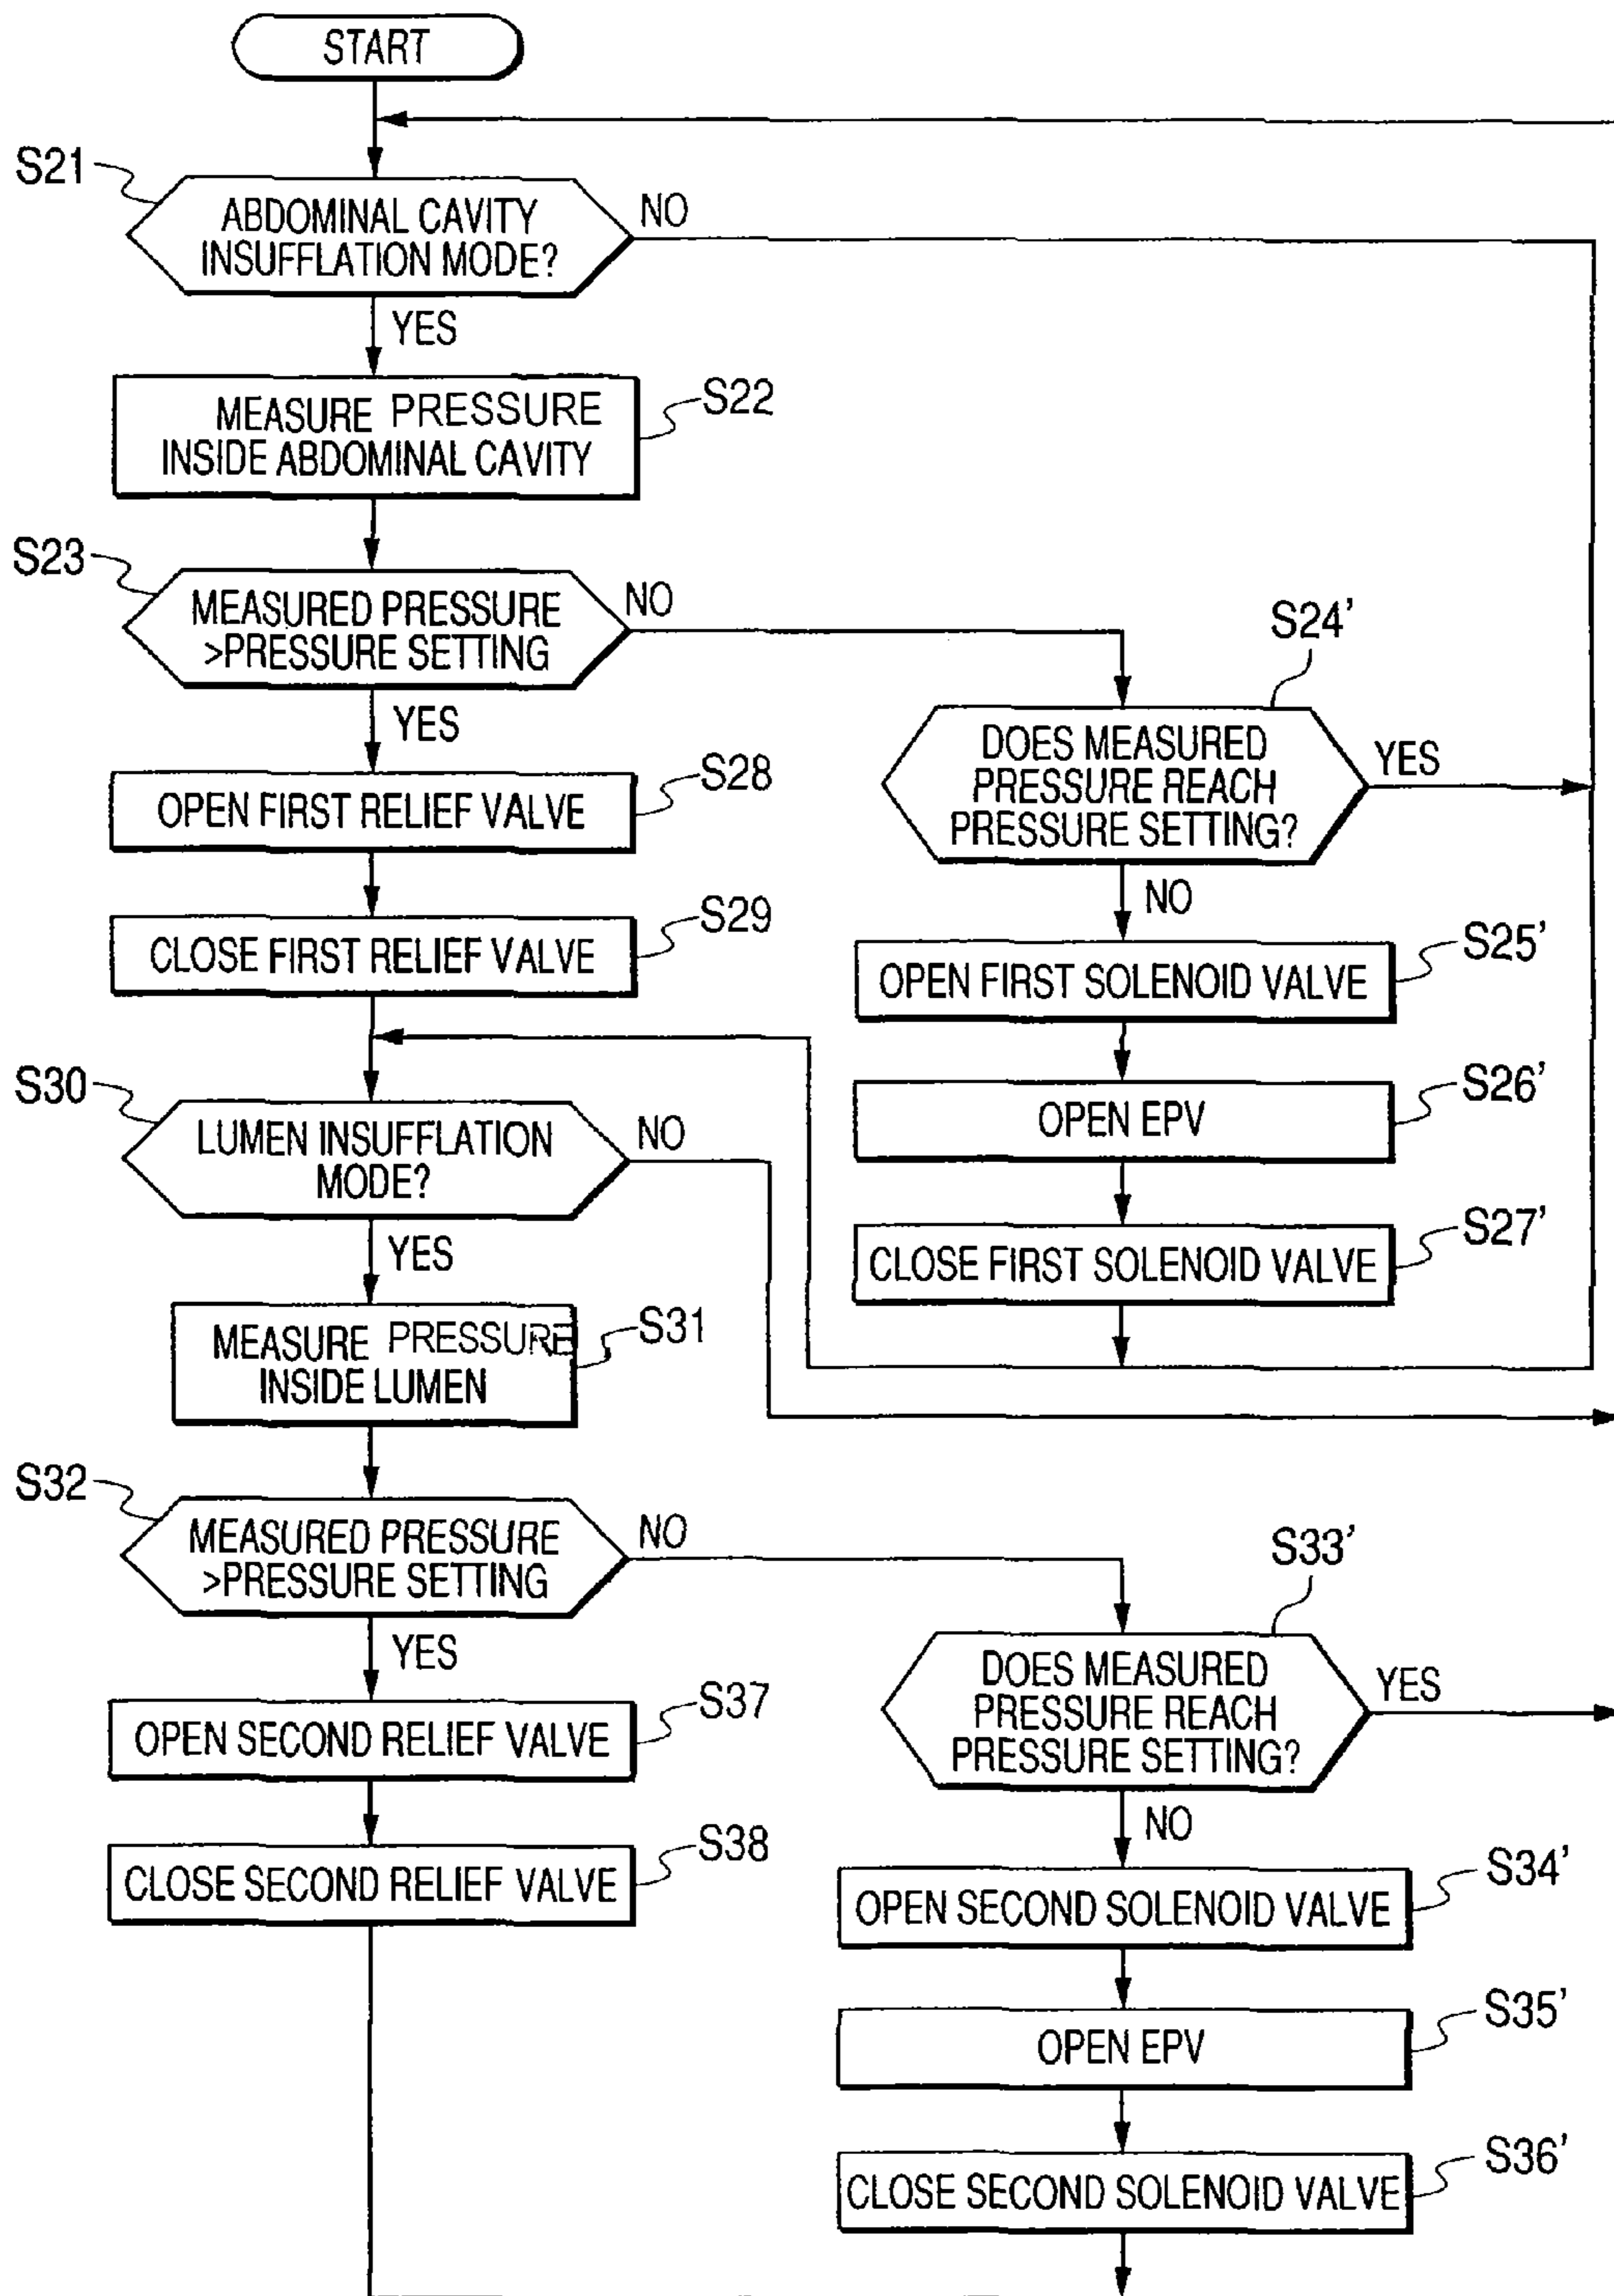 START
S21
ABDOMINAL CAVITY
INSUFFLATION MODE?
NO
YES
MEASURE PRESSURE
INSIDE ABDOMINAL CAVITY
S22
S23
MEASURED PRESSURE
>PRESSURE SETTING
NO
YES
S24'
DOES MEASURED
PRESSURE REACH
PRESSURE SETTING?
YES
NO
OPEN FIRST RELIEF VALVE
S28
CLOSE FIRST RELIEF VALVE
S29
OPEN FIRST SOLENOID VALVE
S25'
OPEN EPV
S26'
CLOSE FIRST SOLENOID VALVE
S27'
S30
LUMEN INSUFFLATION
MODE?
NO
YES
MEASURE PRESSURE
INSIDE LUMEN
S31
S32
MEASURED PRESSURE
>PRESSURE SETTING
NO
YES
S33'
DOES MEASURED
PRESSURE REACH
PRESSURE SETTING?
YES
NO
OPEN SECOND RELIEF VALVE
S37
CLOSE SECOND RELIEF VALVE
S38
OPEN SECOND SOLENOID VALVE
S34'
OPEN EPV
S35'
CLOSE SECOND SOLENOID VALVE
S36'